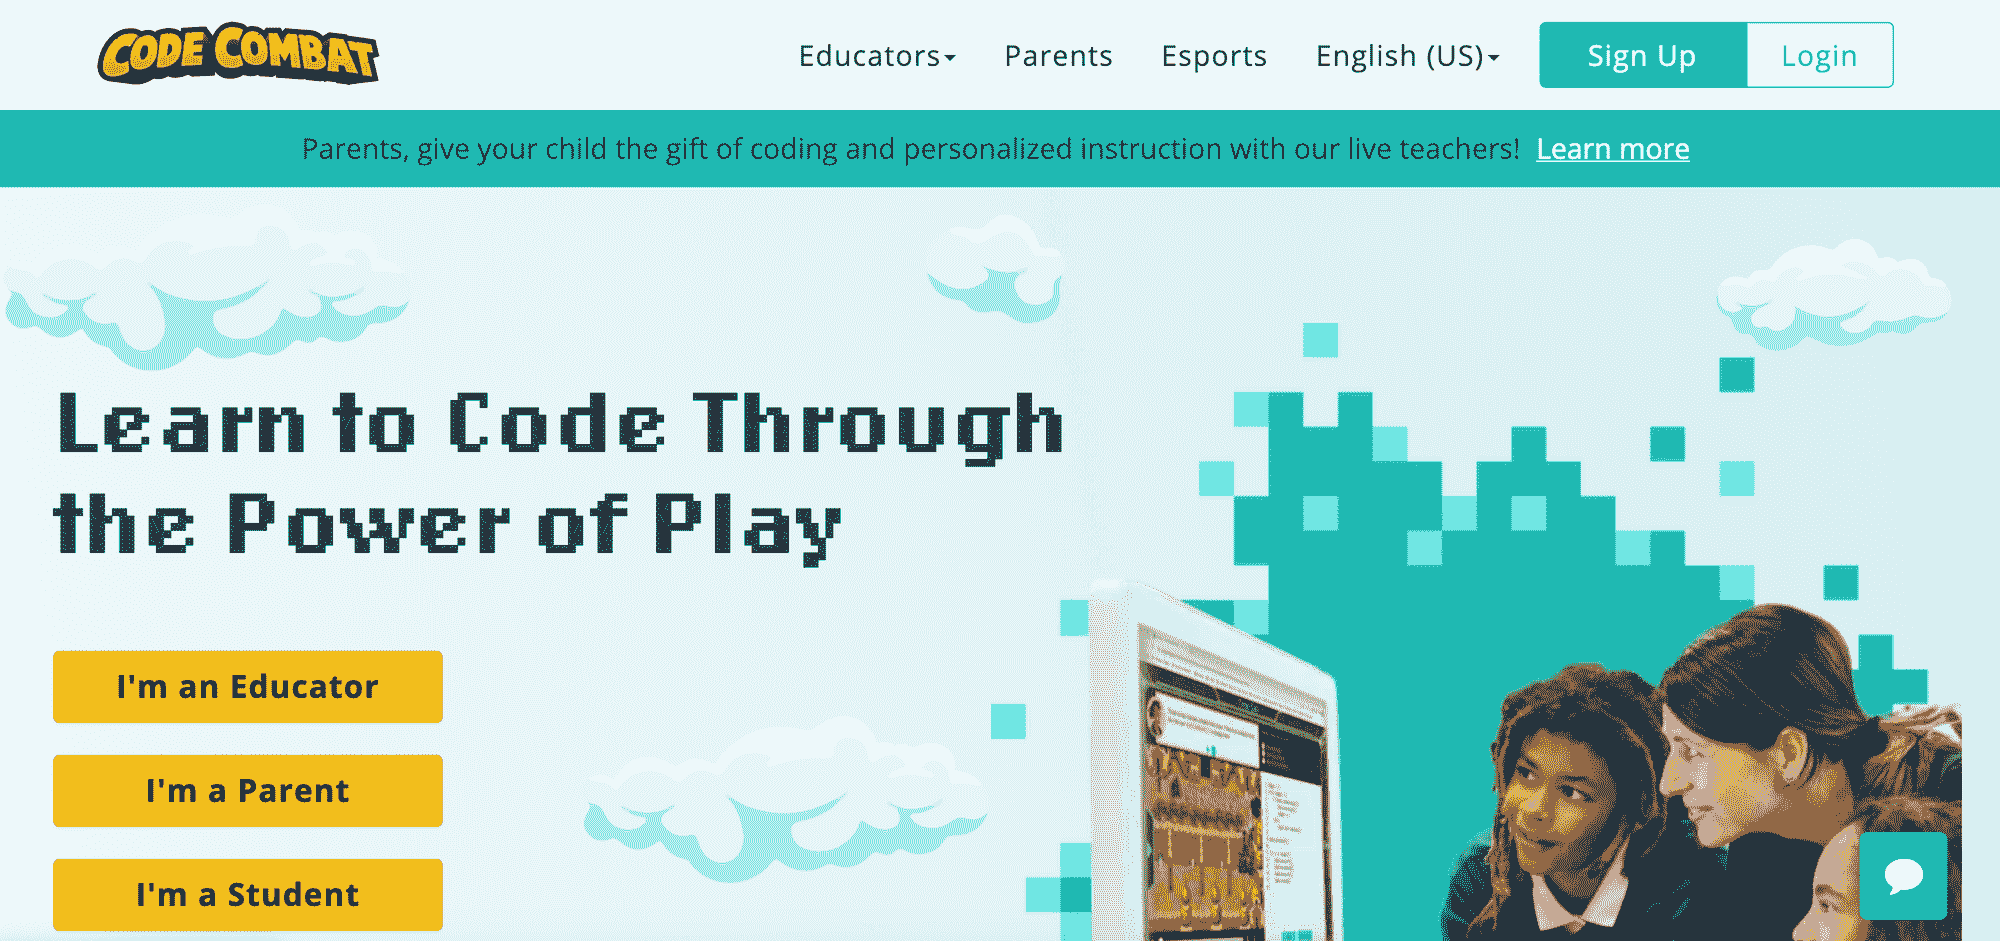 CODE COMBAT
Educators Parents Esports English (US) Sign Up Login
Parents, give your child the gift of coding and personalized instruction with our live teachers! Learn more
Learn to Code Through
the Power of Play
I'm an Educator
I'm a Parent
I'm a Student